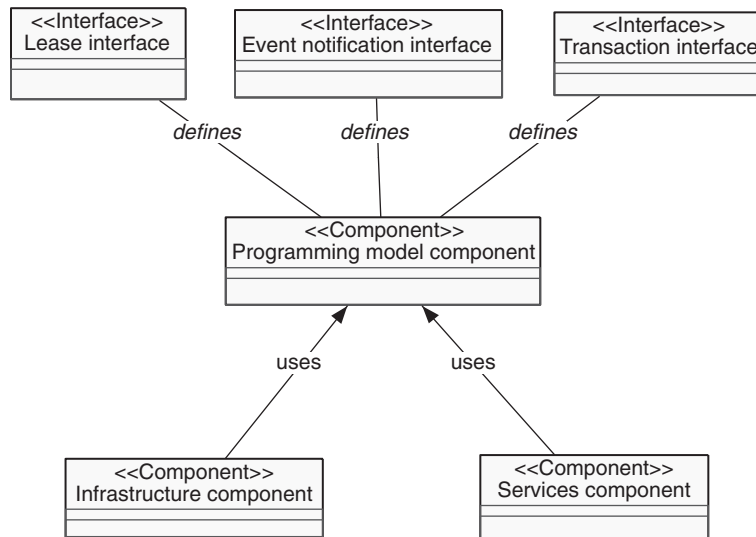 <<Interface>>
Lease interface
<<Interface>>
Event notification interface
<<Interface>>
Transaction interface
defines
defines
defines
<<Component>>
Programming model component
uses
uses
<<Component>>
Infrastructure component
<<Component>>
Services component